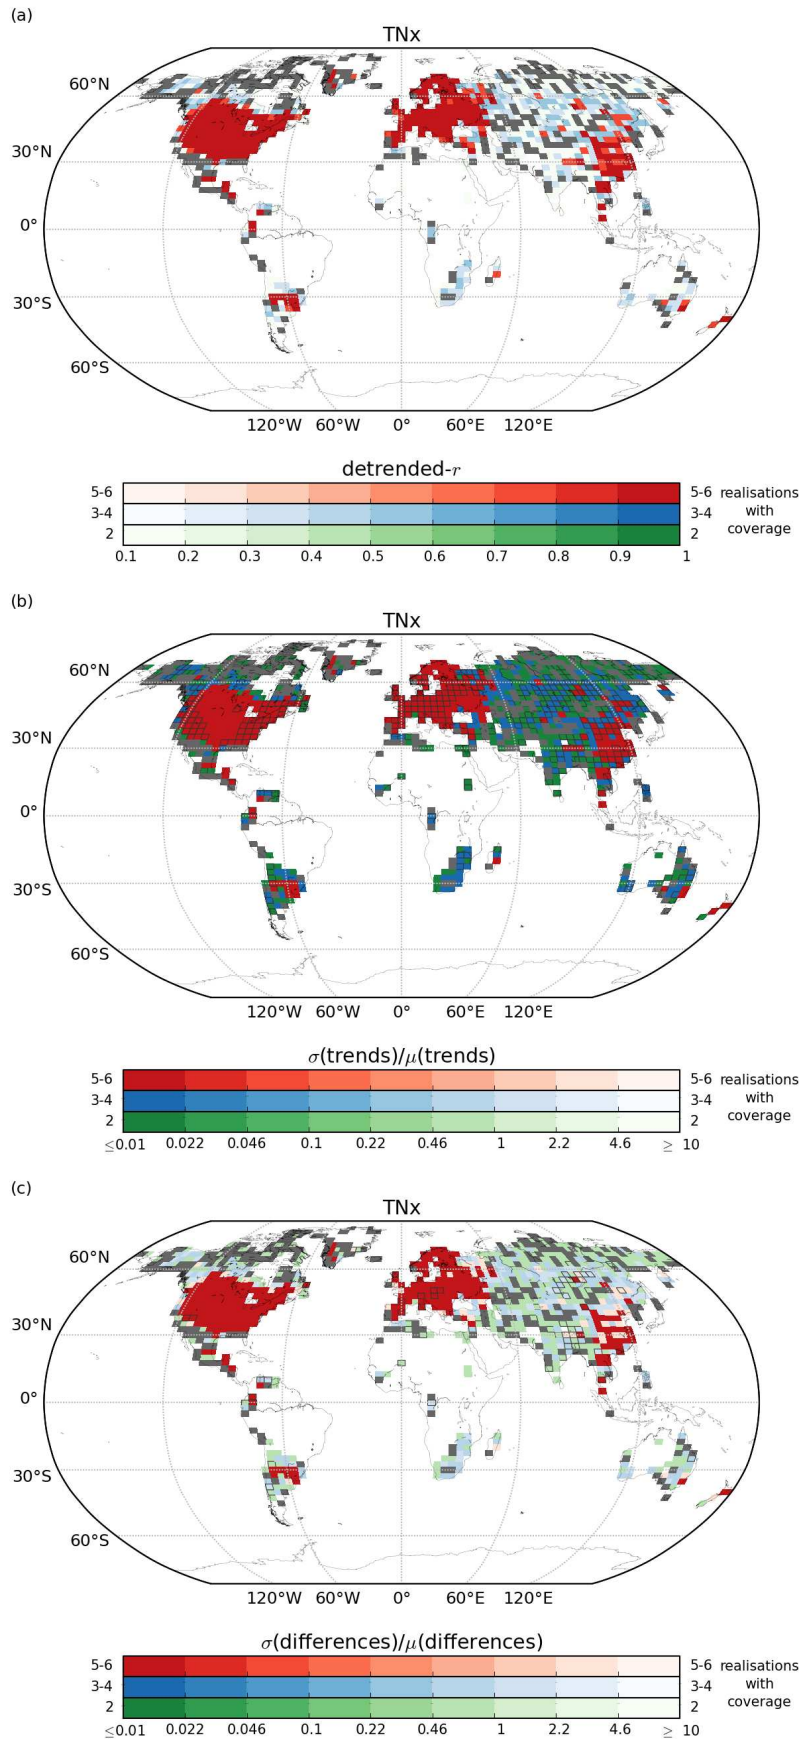 (a)
TNx
60°N
30°N
0°
30°S
60°S
120°W 60°W 0° 60°E 120°E
detrended-r
5-6 5-6 realisations
3-4 3-4 with
2 2 coverage
0.1 0.2 0.3 0.4 0.5 0.6 0.7 0.8 0.9 1
(b)
TNx
60°N
30°N
0°
30°S
60°S
120°W 60°W 0° 60°E 120°E
σ(trends)/μ(trends)
5-6 5-6 realisations
3-4 3-4 with
2 2 coverage
≤0.01 0.022 0.046 0.1 0.22 0.46 1 2.2 4.6 ≥ 10
(c)
TNx
60°N
30°N
0°
30°S
60°S
120°W 60°W 0° 60°E 120°E
σ(differences)/μ(differences)
5-6 5-6 realisations
3-4 3-4 with
2 2 coverage
≤0.01 0.022 0.046 0.1 0.22 0.46 1 2.2 4.6 ≥ 10